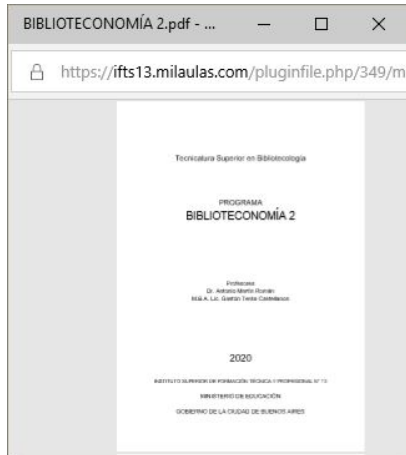 BIBLIOTECONOMÍA 2.pdf - ...
https://ifts13.milaulas.com/pluginfile.php/349/m
Tecnicatura Superior en Bibliotecología
PROGRAMA
BIBLIOTECONOMÍA 2
Profesores
Dr. Antonio Martín Román
M.B.A. Lic. Gastón
2020
INSTITUTO SUPERIOR DE FORMACIÓN TÉCNICA Y PROFESIONAL N° 13
MINISTERIO DE EDUCACIÓN
GOBIERNO DE LA CIUDAD DE BUENOS AIRES